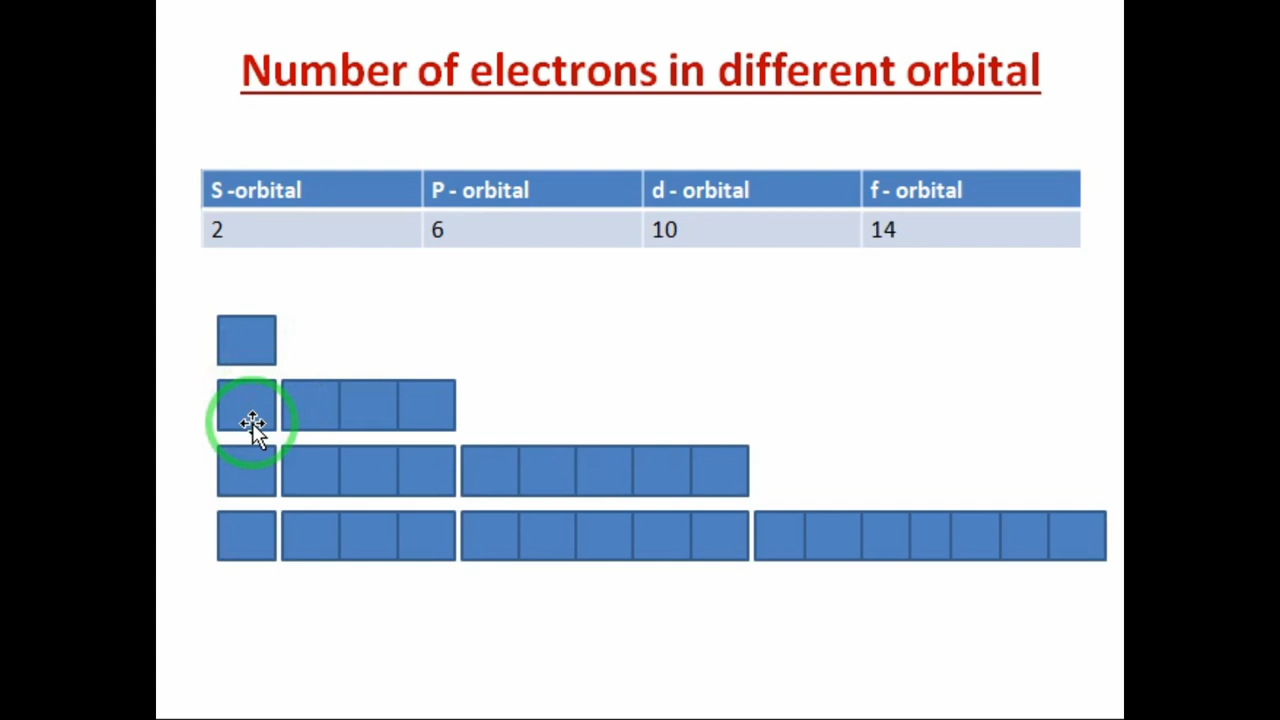 Number of electrons in different orbital
S -orbital P - orbital d - orbital f - orbital
2 6 10 14